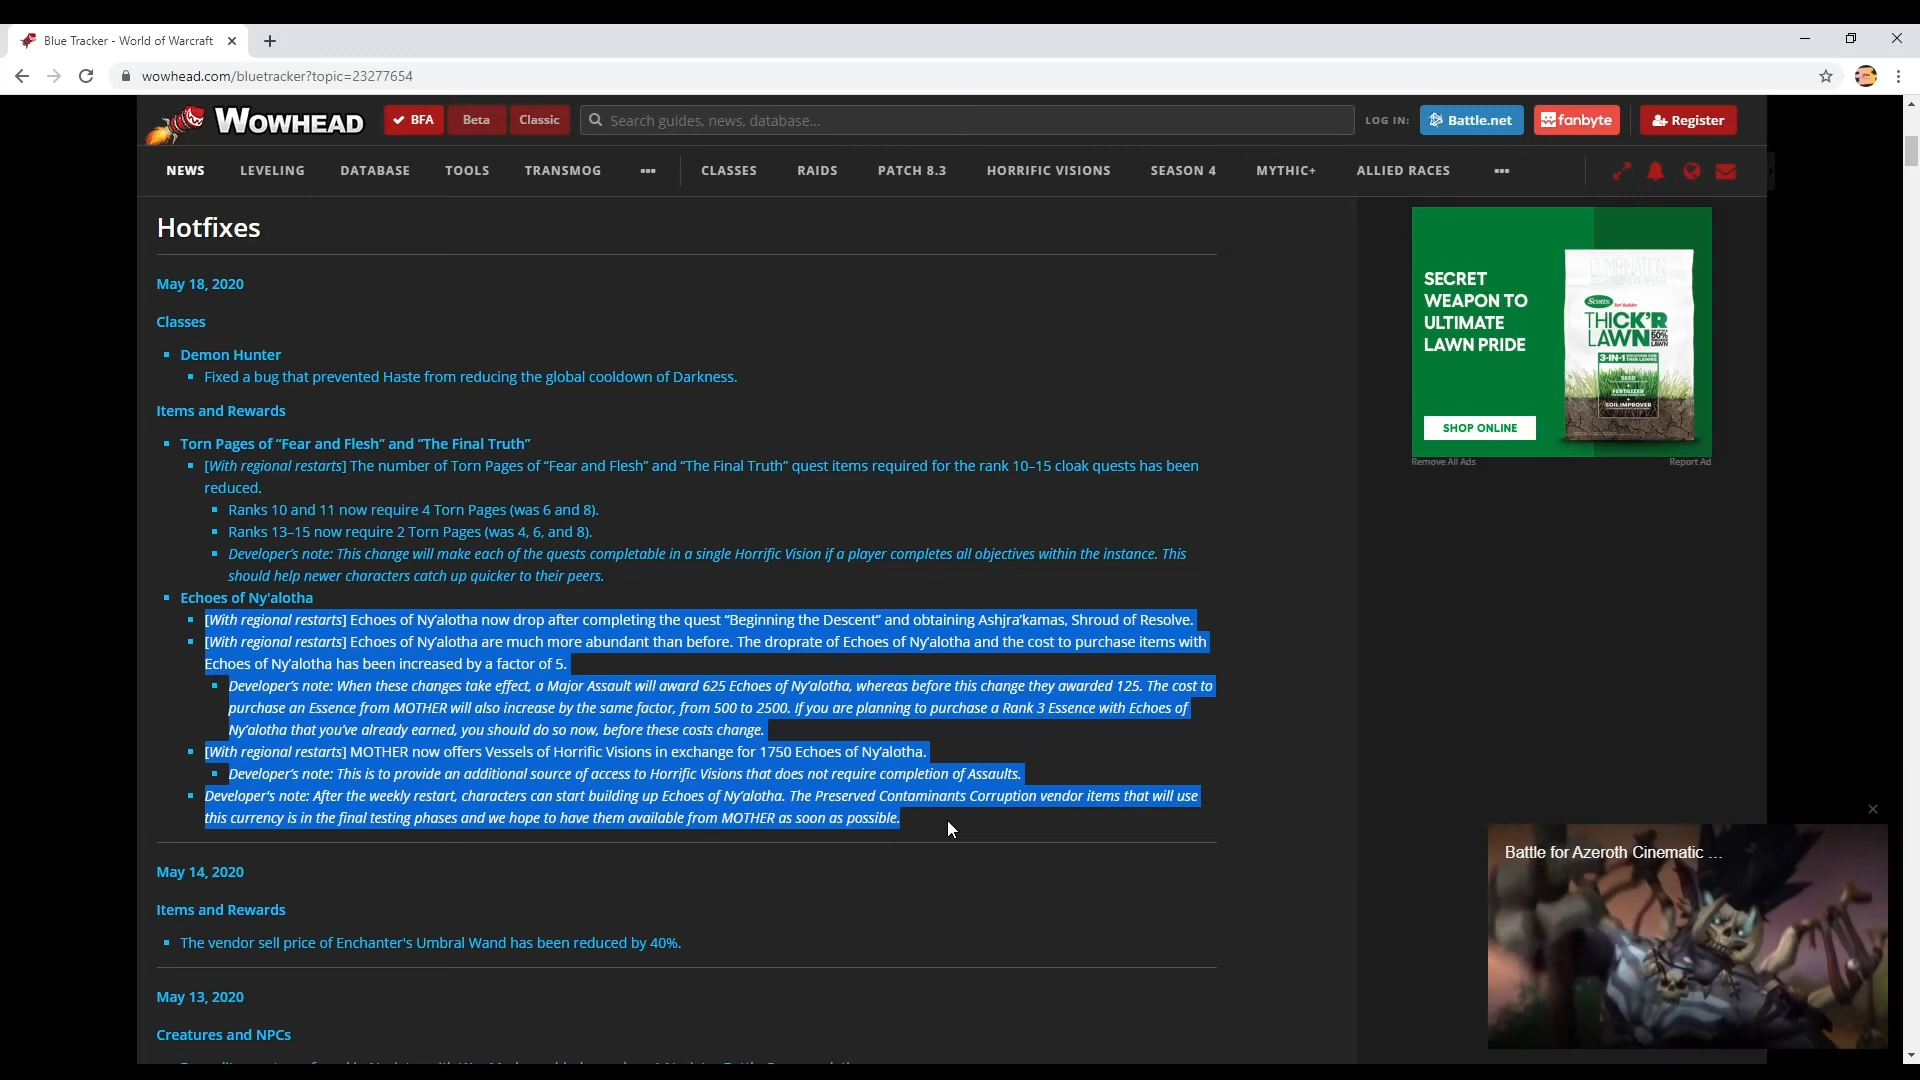 Blue Tracker - World of Warcraft
wowhead.com/bluetracker?topic=23277654
WOWHEAD
BFA
Beta
Classic
Search guides, news, database...
LOG IN:
Battle.net
fanbyte
Register
NEWS
LEVELING
DATABASE
TOOLS
TRANSMOG
CLASSES
RAIDS
PATCH 8.3
HORRIFIC VISIONS
SEASON 4
MYTHIC+
ALLIED RACES
Hotfixes
May 18, 2020
Classes
Demon Hunter
Fixed a bug that prevented Haste from reducing the global cooldown of Darkness.
Items and Rewards
Torn Pages of “Fear and Flesh” and “The Final Truth”
[With regional restarts] The number of Torn Pages of “Fear and Flesh” and “The Final Truth” quest items required for the rank 10–15 cloak quests has been
reduced.
Ranks 10 and 11 now require 4 Torn Pages (was 6 and 8).
Ranks 13–15 now require 2 Torn Pages (was 4, 6, and 8).
Developer’s note: This change will make each of the quests completable in a single Horrific Vision if a player completes all objectives within the instance. This
should help newer characters catch up quicker to their peers.
Echoes of Ny'alotha
[With regional restarts] Echoes of Ny’alotha now drop after completing the quest “Beginning the Descent” and obtaining Ashjra’kamas, Shroud of Resolve.
[With regional restarts] Echoes of Ny’alotha are much more abundant than before. The droprate of Echoes of Ny’alotha and the cost to purchase items with
Echoes of Ny’alotha has been increased by a factor of 5.
Developer’s note: When these changes take effect, a Major Assault will award 625 Echoes of Ny’alotha, whereas before this change they awarded 125. The cost to
purchase an Essence from MOTHER will also increase by the same factor, from 500 to 2500. If you are planning to purchase a Rank 3 Essence with Echoes of
Ny’alotha that you’ve already earned, you should do so now, before these costs change.
[With regional restarts] MOTHER now offers Vessels of Horrific Visions in exchange for 1750 Echoes of Ny’alotha.
Developer’s note: This is to provide an additional source of access to Horrific Visions that does not require completion of Assaults.
Developer's note: After the weekly restart, characters can start building up Echoes of Ny’alotha. The Preserved Contaminants Corruption vendor items that will use
this currency is in the final testing phases and we hope to have them available from MOTHER as soon as possible.
May 14, 2020
Items and Rewards
The vendor sell price of Enchanter's Umbral Wand has been reduced by 40%.
May 13, 2020
Creatures and NPCs
SECRET
WEAPON TO
ULTIMATE
LAWN PRIDE
SHOP ONLINE
Scotts
THICK'R
LAWN
50%
3-IN-1 SOLUTION FOR
THIN LAWNS
SEED
FERTILIZER
SOIL IMPROVER
Remove All Ads
Report Ad
Battle for Azeroth Cinematic ...